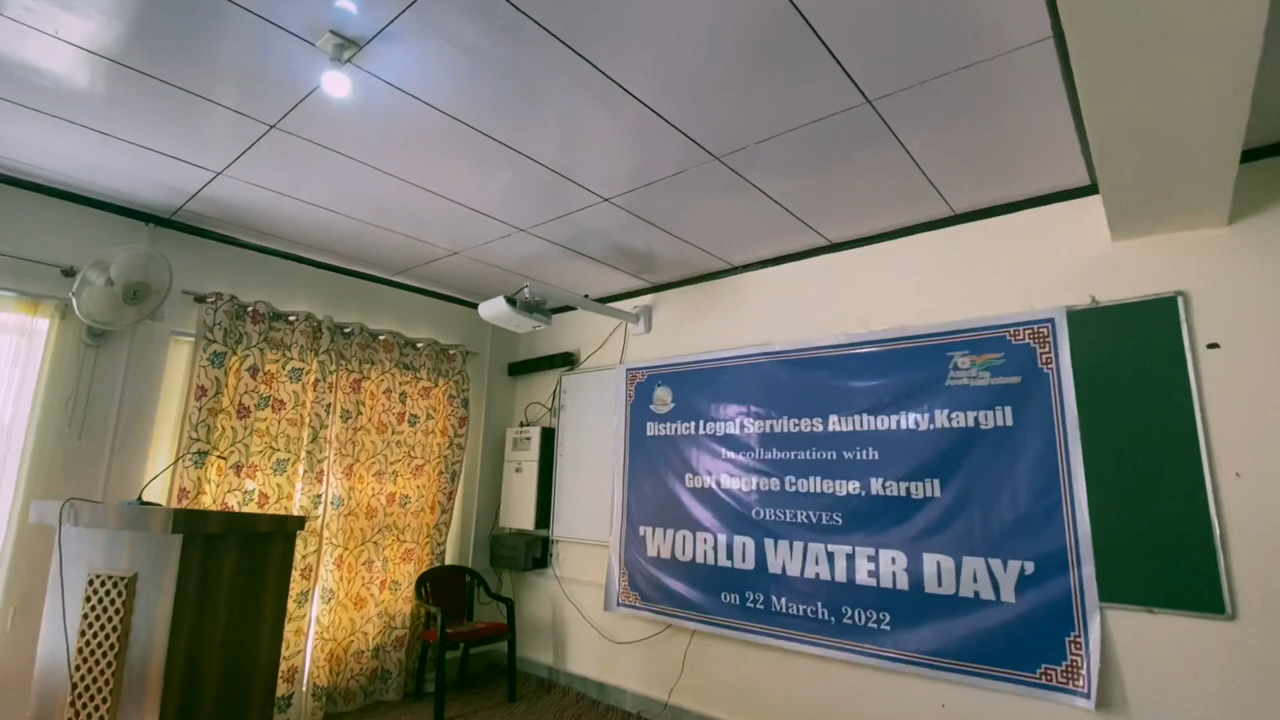 District Legal Services Authority,Kargil
In collaboration with
Govt Degree College, Kargil
OBSERVES
'WORLD WATER DAY'
on 22 March, 2022